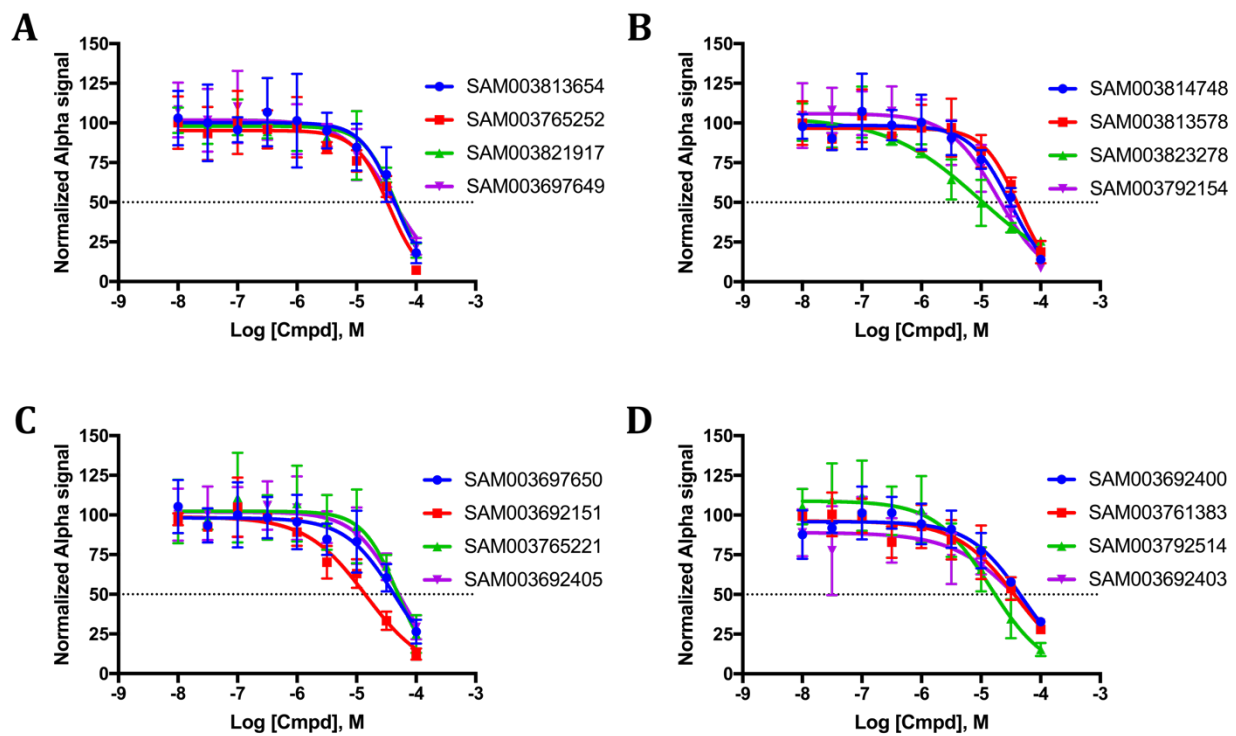 A
Normalized Alpha signal
150
125
100
75
50
25
0
-9 -8 -7 -6 -5 -4 -3
Log [Cmpd], M
SAM003813654
SAM003765252
SAM003821917
SAM003697649
B
Normalized Alpha signal
150
125
100
75
50
25
0
-9 -8 -7 -6 -5 -4 -3
Log [Cmpd], M
SAM003814748
SAM003813578
SAM003823278
SAM003792154
C
Normalized Alpha signal
150
125
100
75
50
25
0
-9 -8 -7 -6 -5 -4 -3
Log [Cmpd], M
SAM003697650
SAM003692151
SAM003765221
SAM003692405
D
Normalized Alpha signal
150
125
100
75
50
25
0
-9 -8 -7 -6 -5 -4 -3
Log [Cmpd], M
SAM003692400
SAM003761383
SAM003792514
SAM003692403